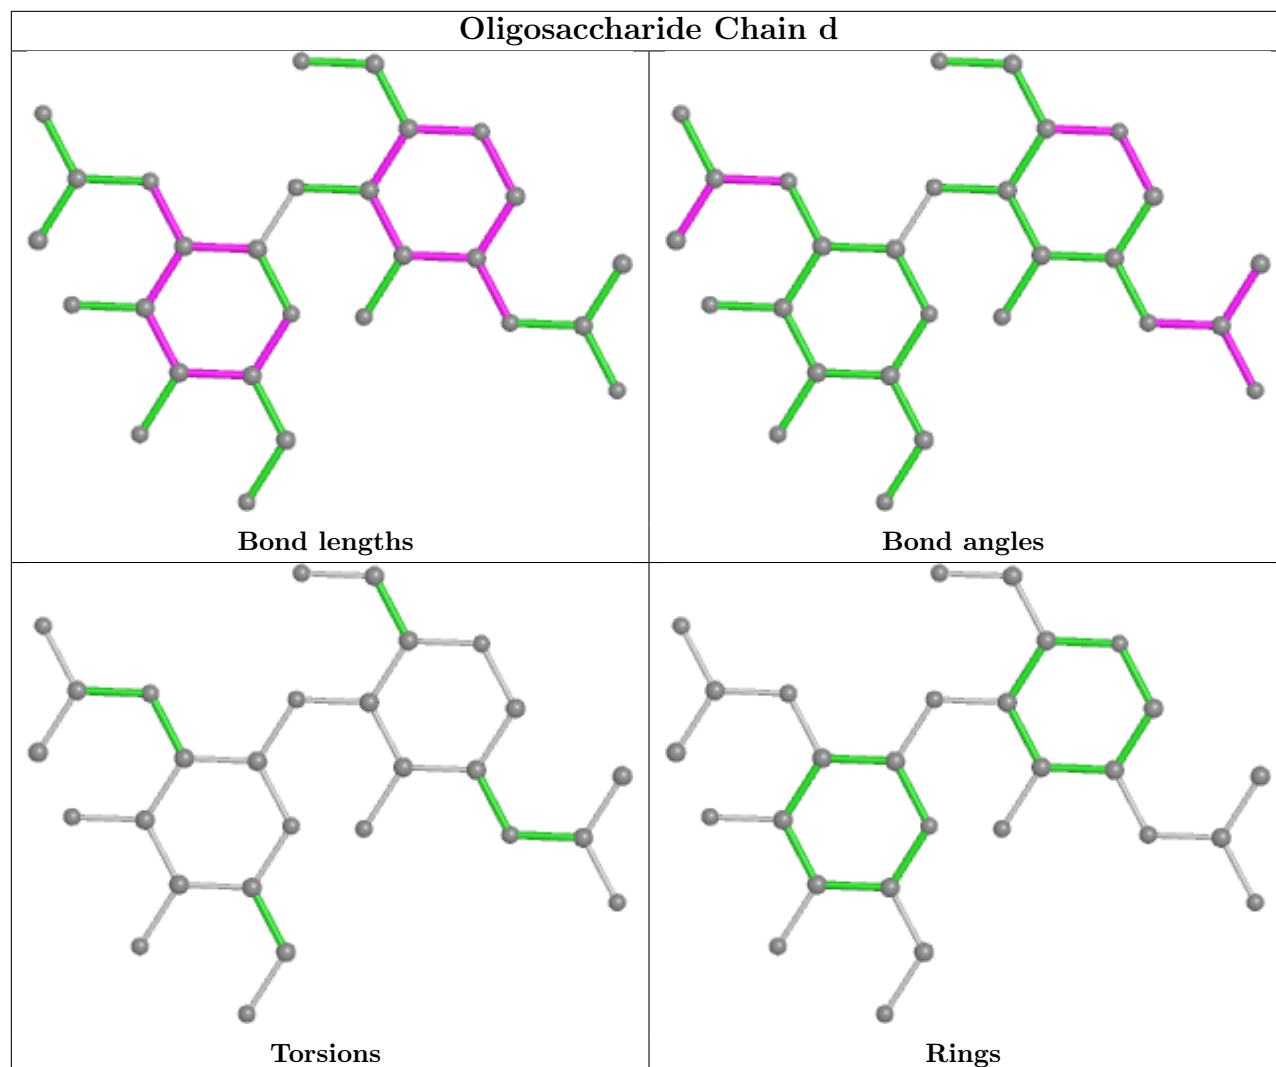 Oligosaccharide Chain d
Bond lengths
Bond angles
Torsions
Rings